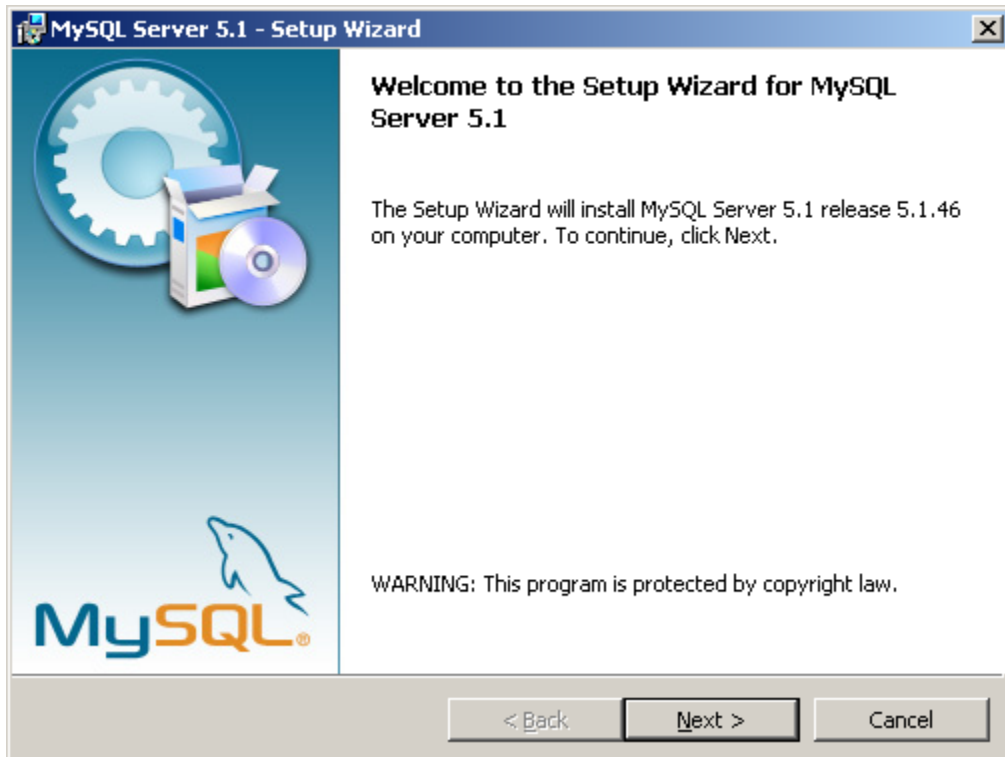 MySQL Server 5.1 - Setup Wizard
Welcome to the Setup Wizard for MySQL
Server 5.1
The Setup Wizard will install MySQL Server 5.1 release 5.1.46
on your computer. To continue, click Next.
WARNING: This program is protected by copyright law.
MySQL®
< Back
Next >
Cancel